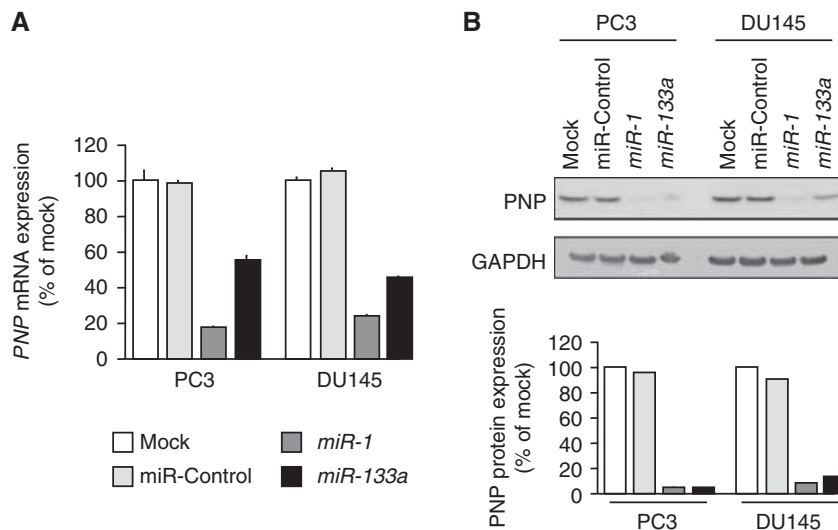 A
PNP mRNA expression
(% of mock)
120
100
80
60
40
20
0
PC3
DU145
Mock
miR-Control
miR-1
miR-133a
B
PC3
DU145
Mock
miR-Control
miR-1
miR-133a
Mock
miR-Control
miR-1
miR-133a
PNP
GAPDH
PNP protein expression
(% of mock)
120
100
80
60
40
20
0
PC3
DU145